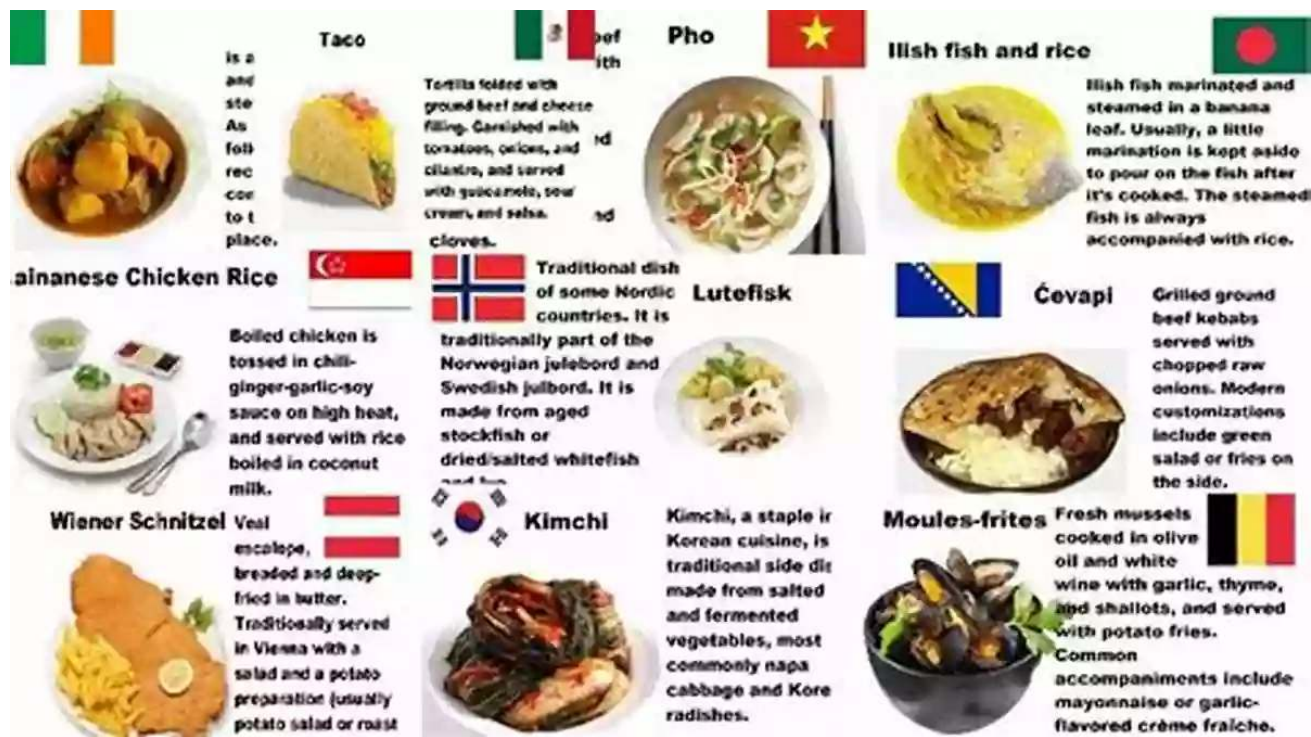 is a
and
ste
As
foll
rec
cor
to t
place.
Taco
Tortilla folded with
ground beef and cheese
filling. Garnished with
tomatoes, onions, and
cilantro, and served
with guacamole, sour
cream, and salsa.
beef
ith
ed
nd
cloves.
Pho
Ilish fish and rice
Ilish fish marinated and
steamed in a banana
leaf. Usually, a little
marination is kept aside
to pour on the fish after
it's cooked. The steamed
fish is always
accompanied with rice.
ainanese Chicken Rice
Boiled chicken is
tossed in chili-
ginger-garlic-soy
sauce on high heat,
and served with rice
boiled in coconut
milk.
Traditional dish
of some Nordic
countries. It is
traditionally part of the
Norwegian julebord and
Swedish julbord. It is
made from aged
stockfish or
dried/salted whitefish
and lye
Lutefisk
Ćevapi
Grilled ground
beef kebabs
served with
chopped raw
onions. Modern
customizations
include green
salad or fries on
the side.
Wiener Schnitzel
Veal
escalope,
breaded and deep-
fried in butter.
Traditionally served
in Vienna with a
salad and a potato
preparation (usually
potato salad or roast
Kimchi
Kimchi, a staple ir
Korean cuisine, is
traditional side dis
made from salted
and fermented
vegetables, most
commonly napa
cabbage and Kore
radishes.
Moules-frites
Fresh mussels
cooked in olive
oil and white
wine with garlic, thyme,
and shallots, and served
with potato fries.
Common
accompaniments include
mayonnaise or garlic-
flavored crème fraîche.